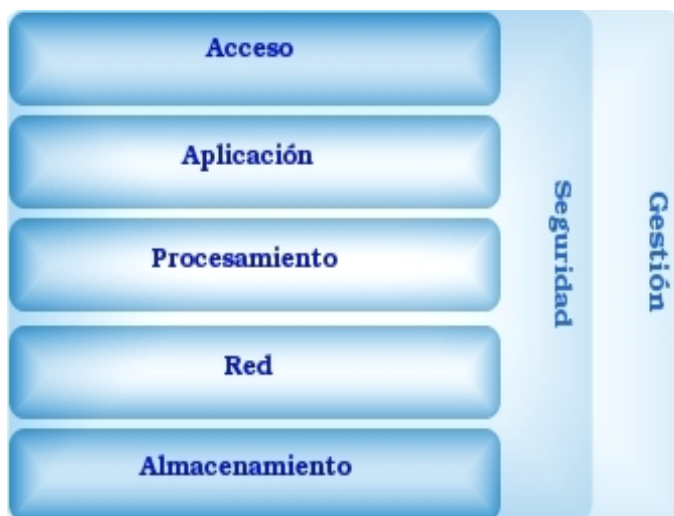 Acceso
Aplicación
Procesamiento
Red
Almacenamiento
Seguridad
Gestión